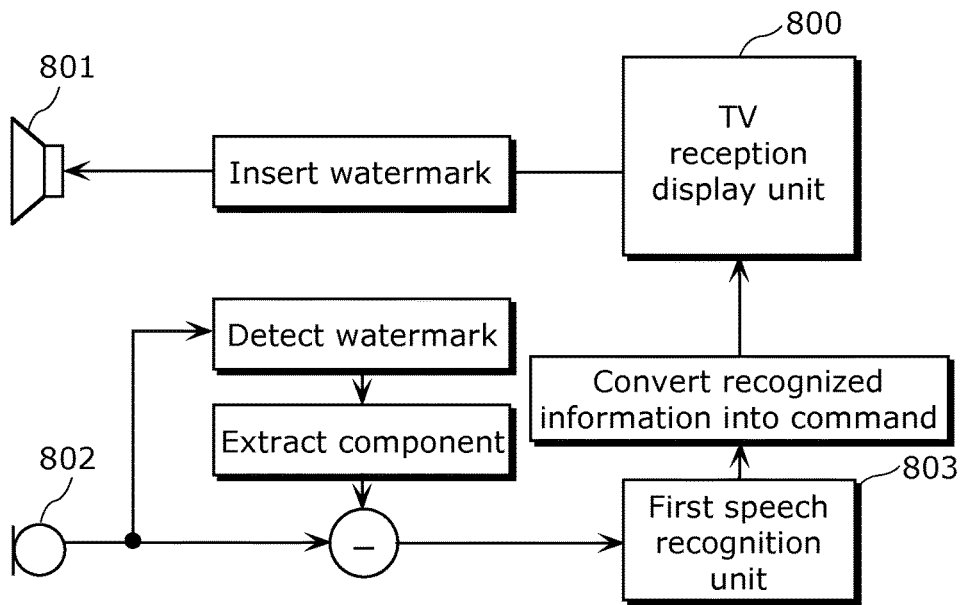 800
801
TV
reception
display unit
Insert watermark
Detect watermark
Convert recognized
information into command
Extract component
802
803
First speech
recognition
unit
−